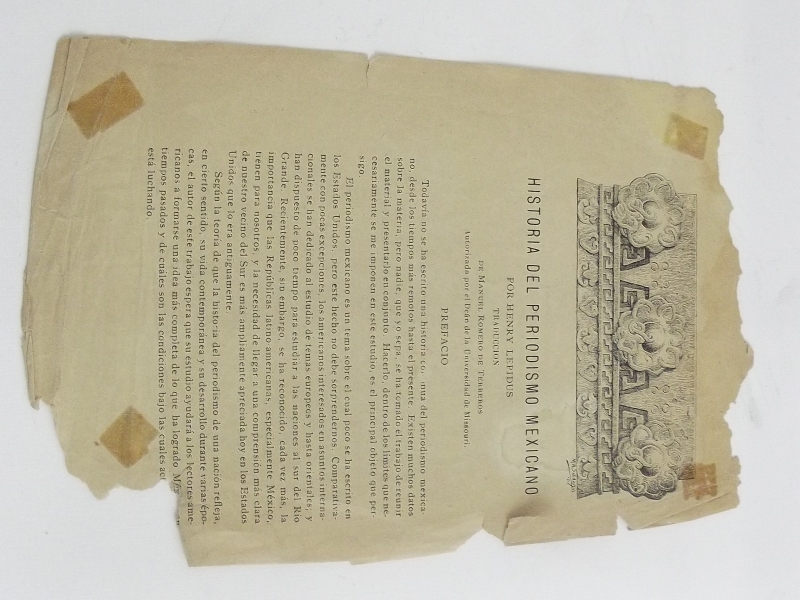 HISTORIA DEL PERIODISMO MEXICANO
POR HENRY LEPIDUS
TRADUCCION
DE MANUEL ROMERO DE TERREROS
Autorizada por el Dpto. de la Universidad de Missouri.
PREFACIO
Todavía no se ha escrito una historia co mua del periodismo mexica-
no, desde los tiempos más remotos hasta el presente. Existen muchos datos
sobre la materia, pero nadie, que yo sepa, se ha tomado el trabajo de reunir
el material y presentarlo en conjunto. Hacerlo, dentro de los límites que ne-
cesariamente se me imponen en este estudio, es el principal objeto que per-
sigo.
El periodismo mexicano es un tema sobre el cual poco se ha escrito en
los Estados Unidos, pero este hecho no debe sorprendernos. Comparativa-
mente con pocas excepciones, los americanos interesados en asuntos interna-
cionales se han dedicado al estudio de temas europeos y hasta orientales, y
han dispuesto de poco tiempo para estudiar a las naciones al sur del Río
Grande. Recientemente, sin embargo, se ha reconocido, cada vez más, la
importancia que las Repúblicas latino-americanas, especialmente México,
tienen para nosotros, y la necesidad de llegar a una comprensión más clara
de nuestro vecino del Sur es más ampliamente apreciada hoy en los Estados
Unidos que lo era antiguamente.
Según la teoría de que la historia del periodismo de una nación refleja,
en cierto sentido, su vida contemporánea y su desarrollo durante varias épo-
cas, el autor de este trabajo espera que su estudio ayudará a los lectores ame-
ricanos a formarse una idea más completa de lo que ha logrado
tiempos pasados y de cuales son las condiciones bajo las cuales
está luchando.